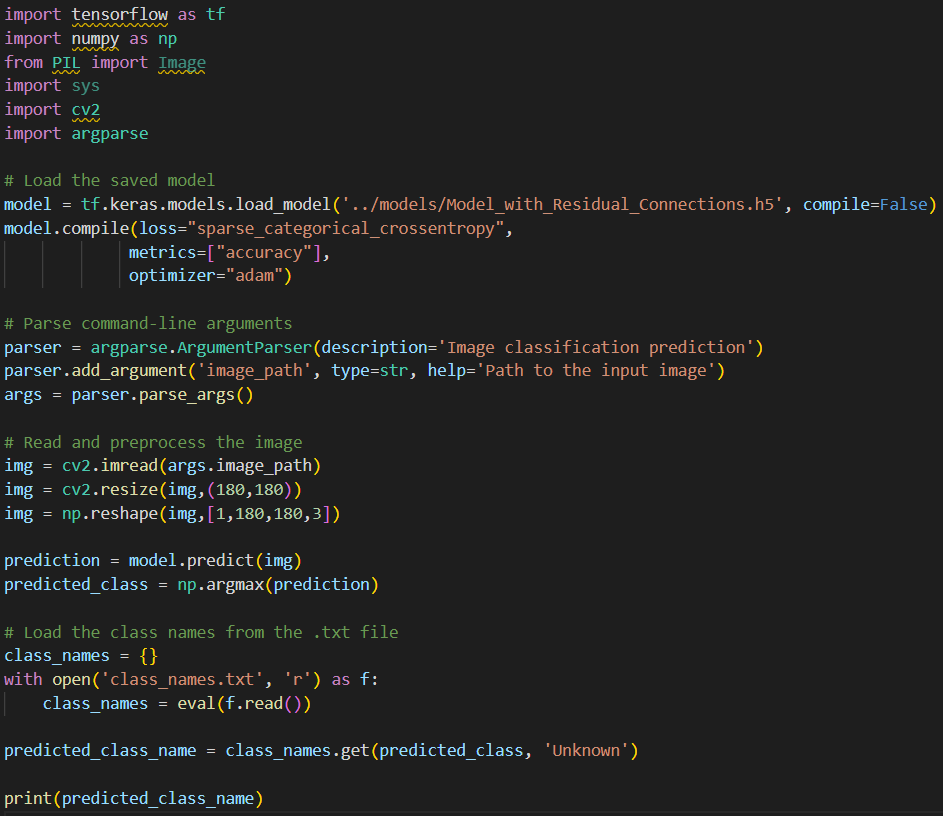 import tensorflow as tf
import numpy as np
from PIL import Image
import sys
import cv2
import argparse

# Load the saved model
model = tf.keras.models.load_model('../models/Model_with_Residual_Connections.h5', compile=False)
model.compile(loss="sparse_categorical_crossentropy",
             metrics=["accuracy"],
             optimizer="adam")

# Parse command-line arguments
parser = argparse.ArgumentParser(description='Image classification prediction')
parser.add_argument('image_path', type=str, help='Path to the input image')
args = parser.parse_args()

# Read and preprocess the image
img = cv2.imread(args.image_path)
img = cv2.resize(img,(180,180))
img = np.reshape(img,[1,180,180,3])

prediction = model.predict(img)
predicted_class = np.argmax(prediction)

# Load the class names from the .txt file
class_names = {}
with open('class_names.txt', 'r') as f:
    class_names = eval(f.read())

predicted_class_name = class_names.get(predicted_class, 'Unknown')

print(predicted_class_name)